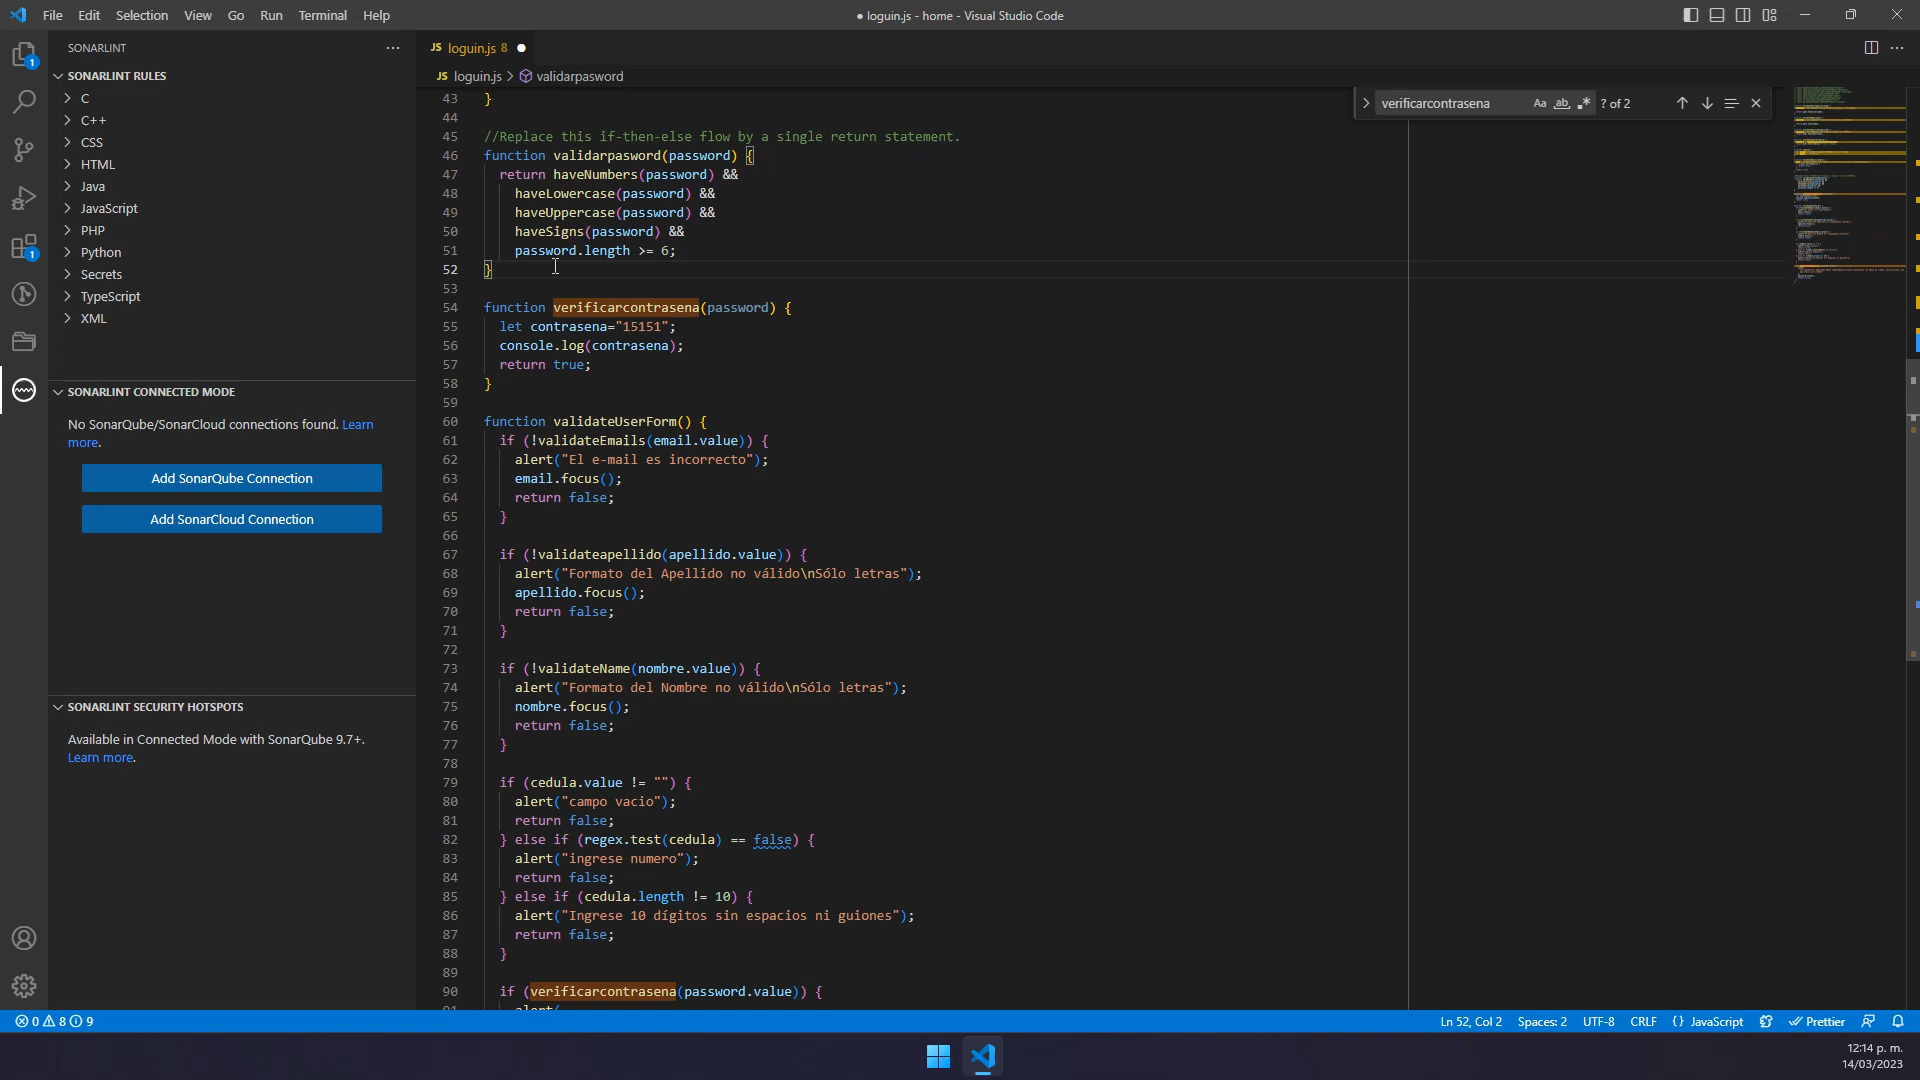 File Edit Selection View Go Run Terminal Help
● loguin.js - home - Visual Studio Code
SONARLINT
SONARLINT RULES
C
C++
CSS
HTML
Java
JavaScript
PHP
Python
Secrets
TypeScript
XML
SONARLINT CONNECTED MODE
No SonarQube/SonarCloud connections found. Learn
more.
Add SonarQube Connection
Add SonarCloud Connection
SONARLINT SECURITY HOTSPOTS
Available in Connected Mode with SonarQube 9.7+.
Learn more.
1
1
JS loguin.js 8 ●
JS loguin.js > validarpasword
verificarcontrasena Aa ab .* ? of 2
43 }
44
45 //Replace this if-then-else flow by a single return statement.
46 function validarpasword(password) {
47 return haveNumbers(password) &&
48 haveLowercase(password) &&
49 haveUppercase(password) &&
50 haveSigns(password) &&
51 password.length >= 6;
52 }
53
54 function verificarcontrasena(password) {
55 let contrasena="15151";
56 console.log(contrasena);
57 return true;
58 }
59
60 function validateUserForm() {
61 if (!validateEmails(email.value)) {
62 alert("El e-mail es incorrecto");
63 email.focus();
64 return false;
65 }
66
67 if (!validateapellido(apellido.value)) {
68 alert("Formato del Apellido no válido\nSólo letras");
69 apellido.focus();
70 return false;
71 }
72
73 if (!validateName(nombre.value)) {
74 alert("Formato del Nombre no válido\nSólo letras");
75 nombre.focus();
76 return false;
77 }
78
79 if (cedula.value != "") {
80 alert("campo vacio");
81 return false;
82 } else if (regex.test(cedula) == false) {
83 alert("ingrese numero");
84 return false;
85 } else if (cedula.length != 10) {
86 alert("Ingrese 10 dígitos sin espacios ni guiones");
87 return false;
88 }
89
90 if (verificarcontrasena(password.value)) {
91 alert(
0 8 9
Ln 52, Col 2 Spaces: 2 UTF-8 CRLF {} JavaScript Prettier
12:14 p. m.
14/03/2023